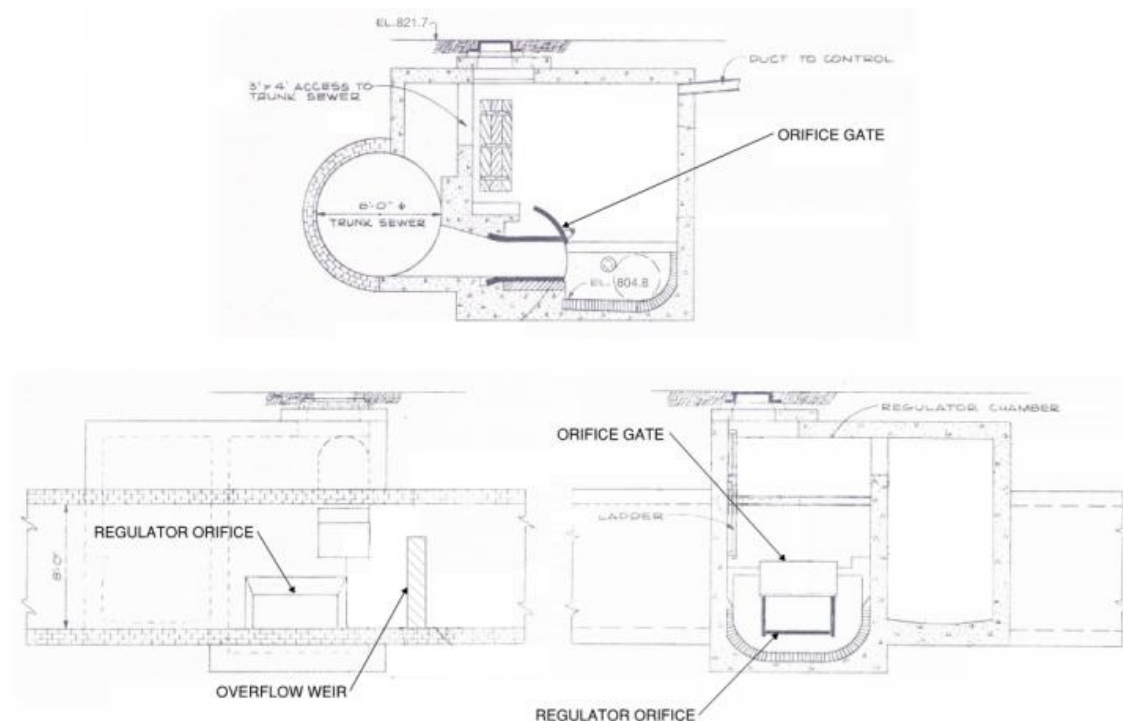 EL. 821.7
DUCT TO CONTROL
3' x 4' ACCESS TO
TRUNK SEWER
ORIFICE GATE
8'-0" ϕ
TRUNK SEWER
EL. 804.8
REGULATOR CHAMBER
ORIFICE GATE
LADDER
REGULATOR ORIFICE
8'-0"
OVERFLOW WEIR
REGULATOR ORIFICE